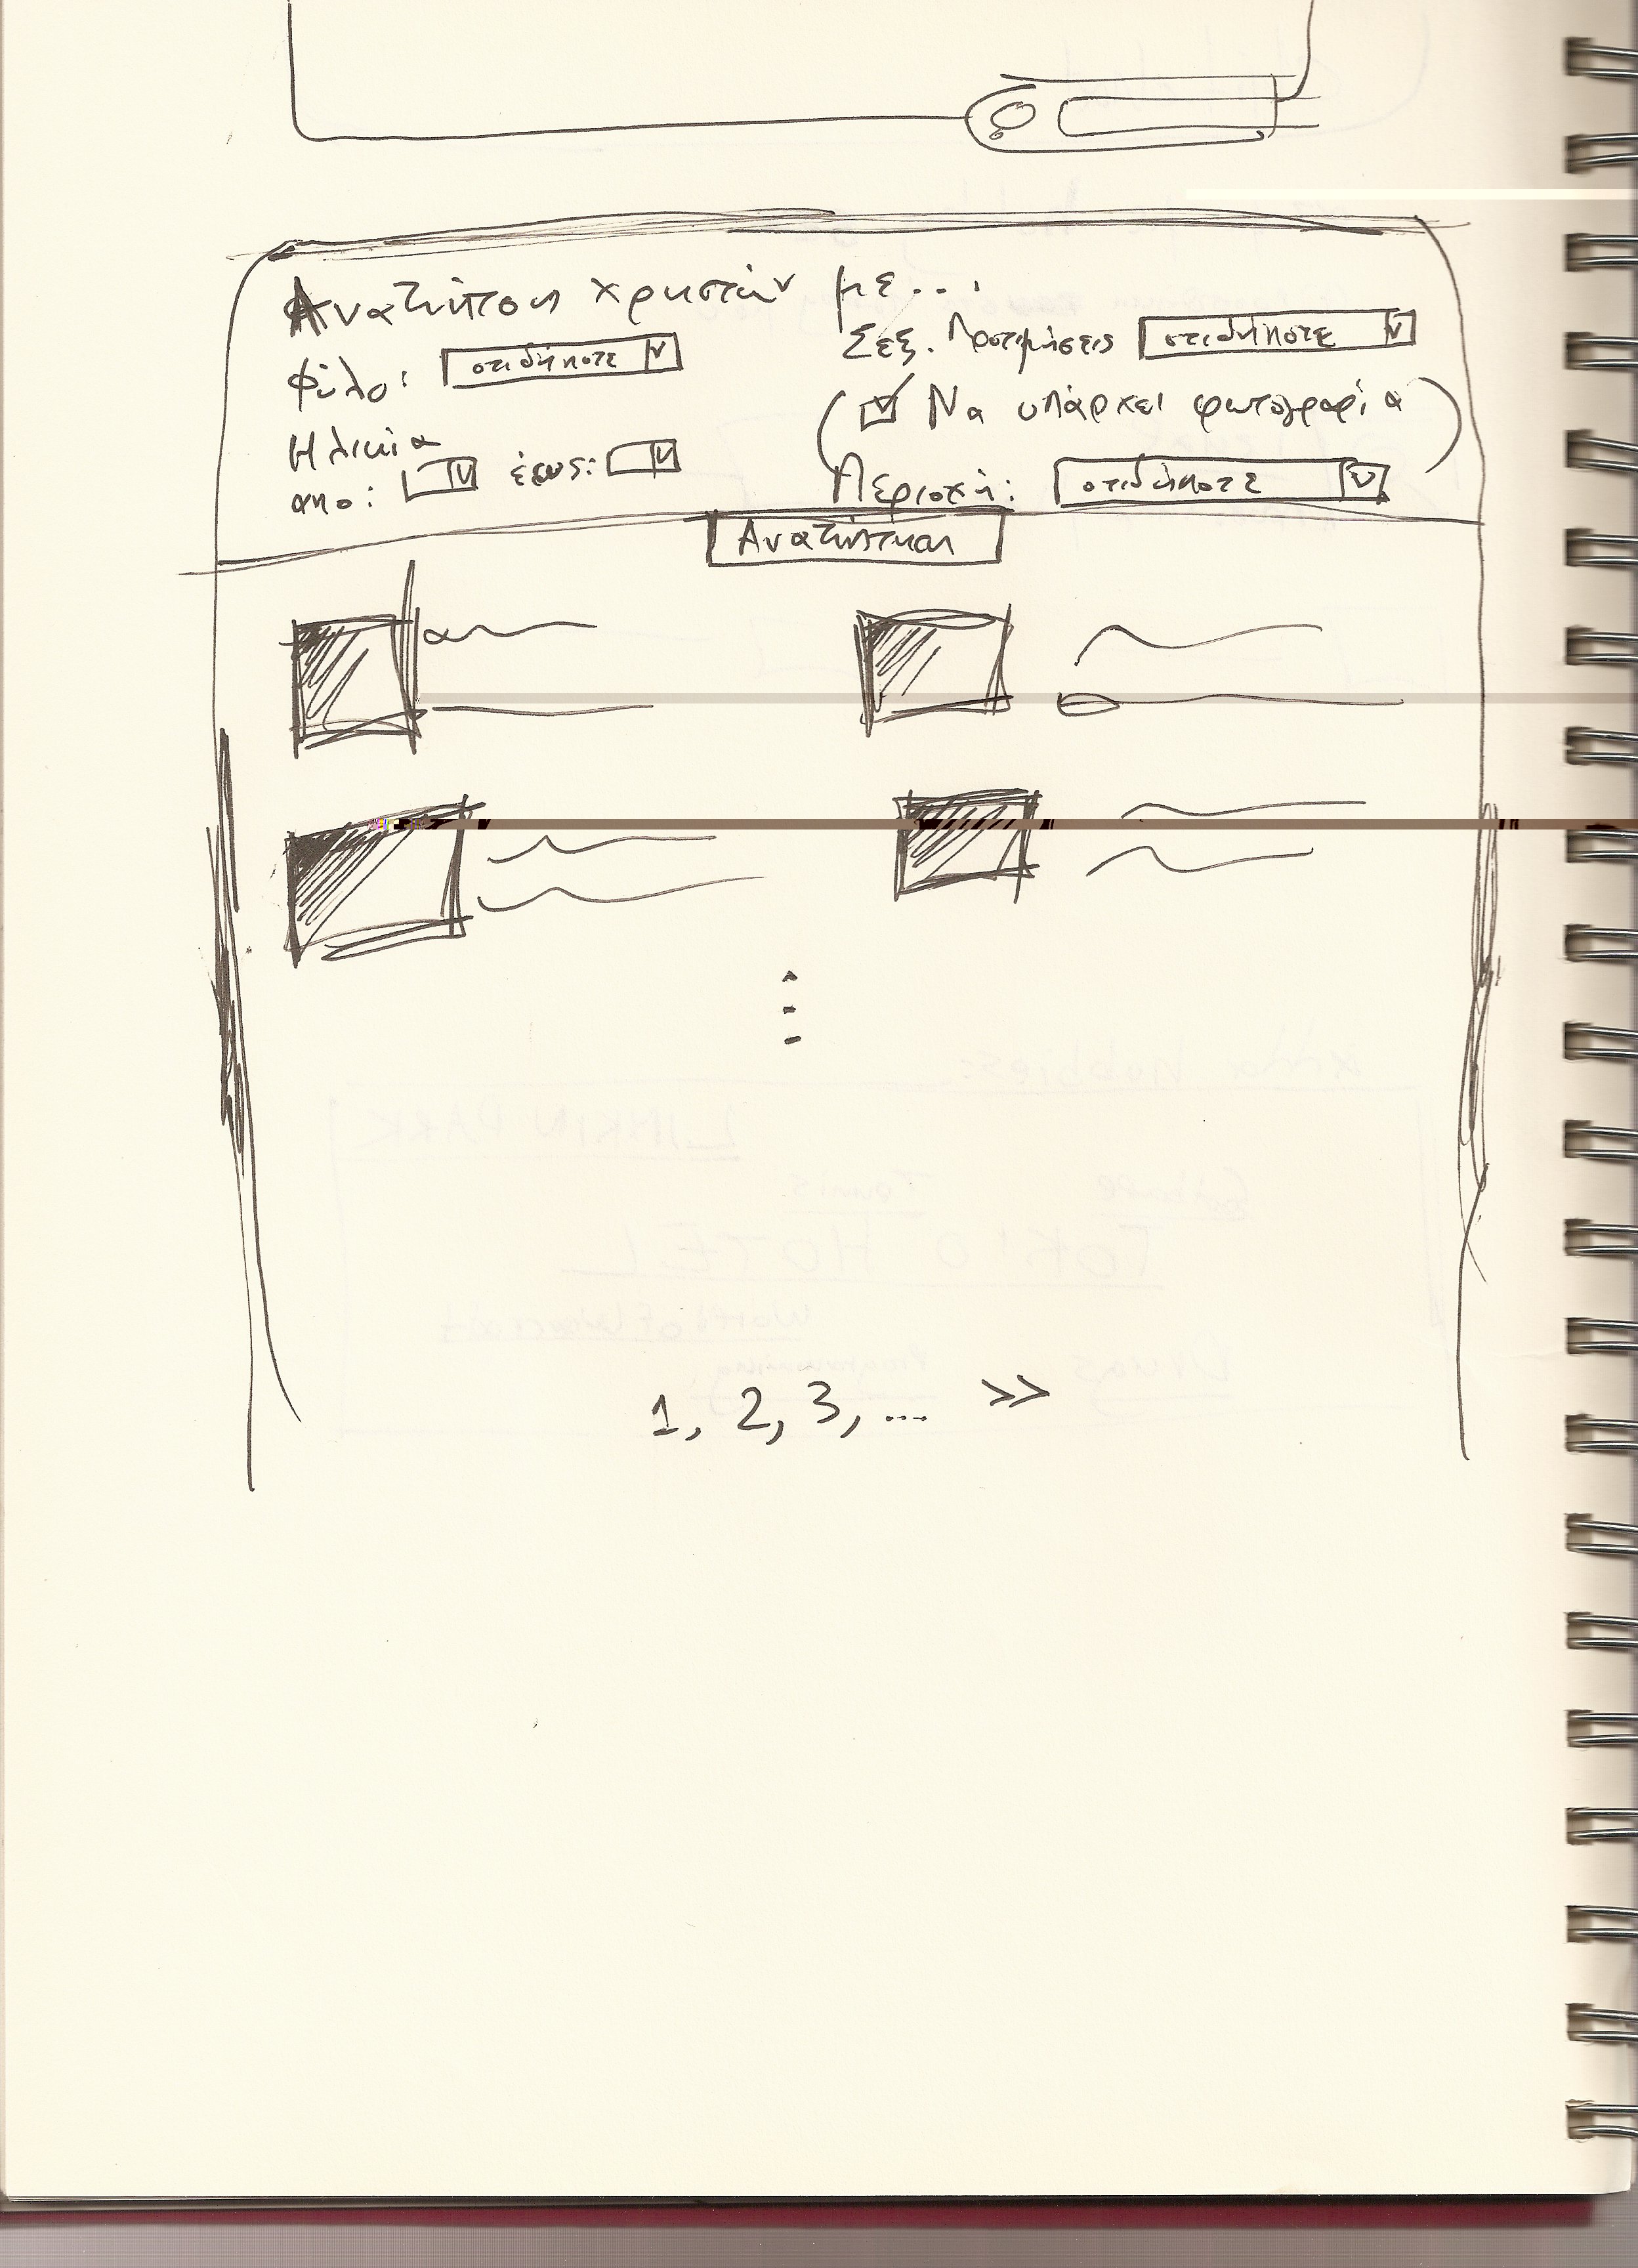 Αναζήτηση χρηστών με...
Φύλο: οτιδήποτε
Σεξ. Προτιμήσεις οτιδήποτε
Να υπάρχει φωτογραφία
Ηλικία
απο: έως:
Περιοχή: οτιδήποτε
Αναζήτηση
1, 2, 3, ... >>